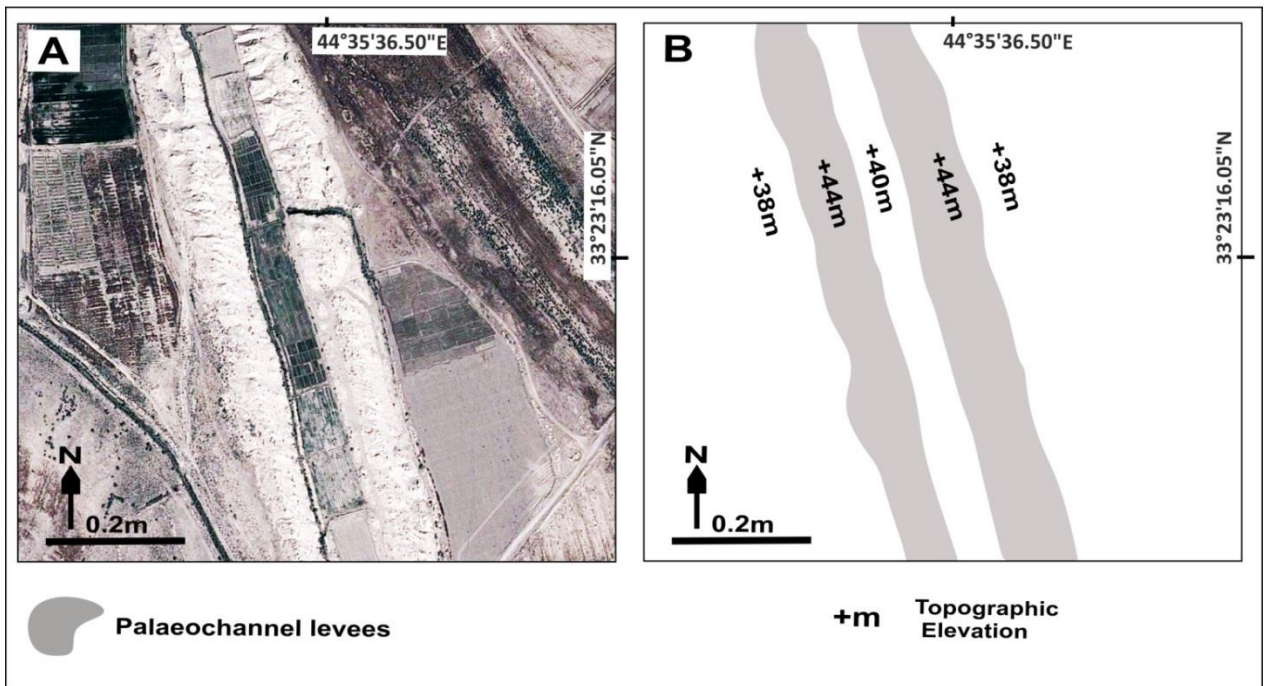 A
44°35'36.50"E
33°23'16.05"N
N
0.2m
B
44°35'36.50"E
33°23'16.05"N
+38m
+44m
+40m
+44m
+38m
N
0.2m
Palaeochannel levees
+m
Topographic
Elevation